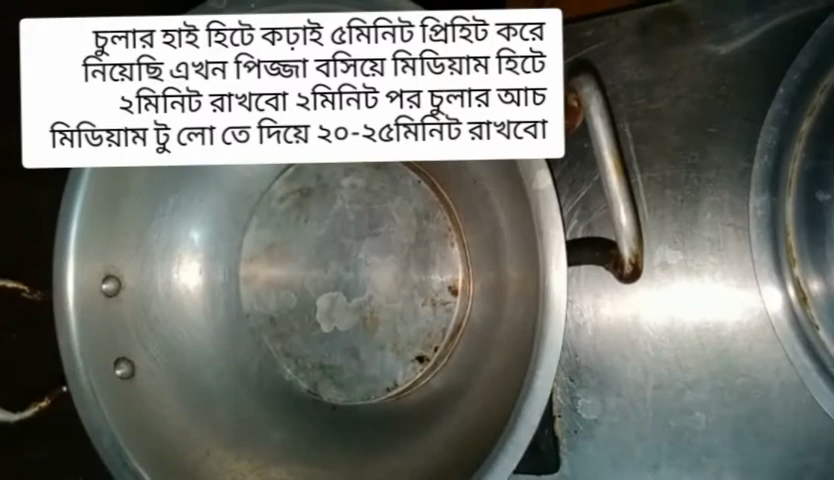 চুলার হাই হিটে কড়াই ৫মিনিট প্রিহিট করে
নিয়েছি এখন পিজ্জা বসিয়ে মিডিয়াম হিটে
২মিনিট রাখবো ২মিনিট পর চুলার আচ
মিডিয়াম টু লো তে দিয়ে ২০-২৫মিনিট রাখবো